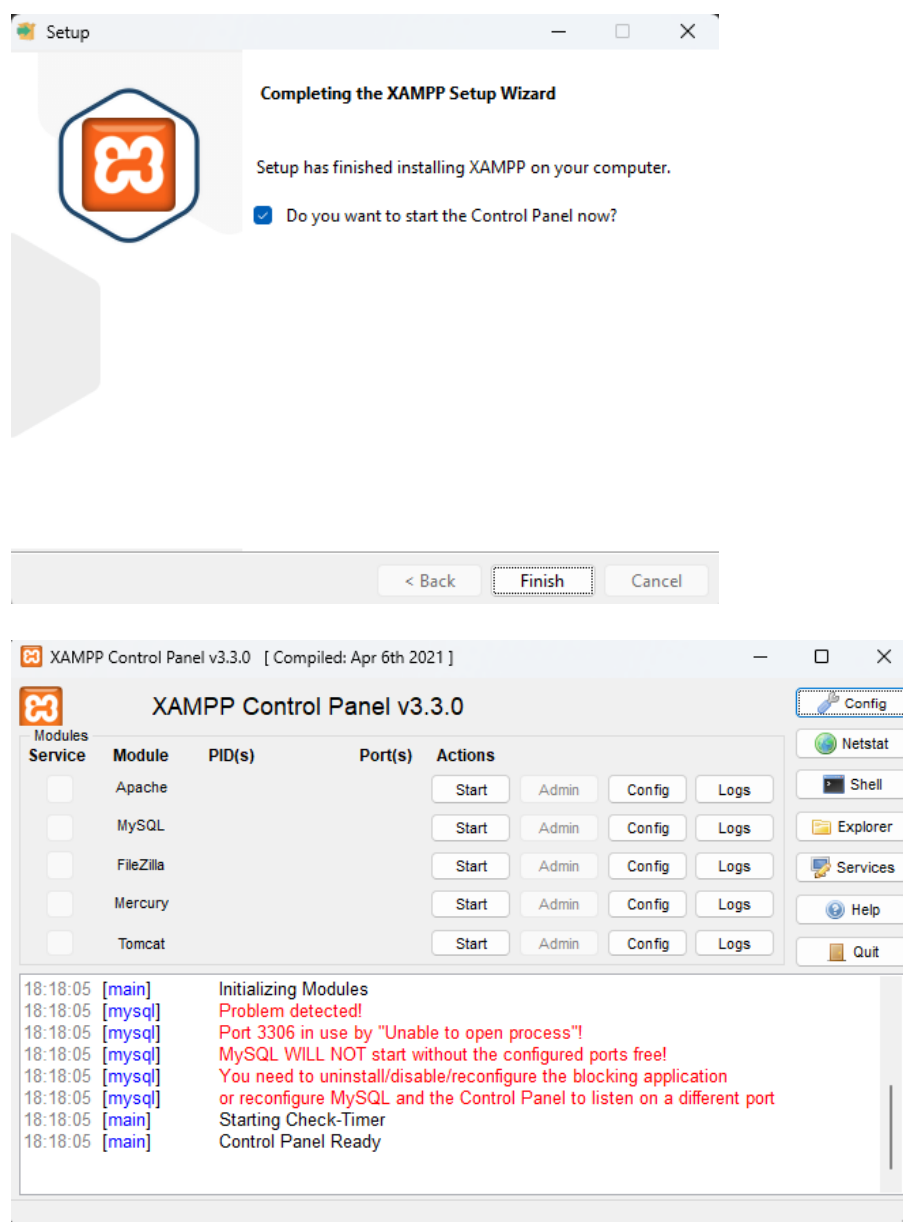 Setup
Completing the XAMPP Setup Wizard
Setup has finished installing XAMPP on your computer.
Do you want to start the Control Panel now?
< Back Finish Cancel
XAMPP Control Panel v3.3.0 [ Compiled: Apr 6th 2021 ]
XAMPP Control Panel v3.3.0
Config
Modules
Service Module PID(s) Port(s) Actions
Netstat
Apache Start Admin Config Logs
Shell
MySQL Start Admin Config Logs
Explorer
FileZilla Start Admin Config Logs
Services
Mercury Start Admin Config Logs
Help
Tomcat Start Admin Config Logs
Quit
18:18:05 [main] Initializing Modules
18:18:05 [mysql] Problem detected!
18:18:05 [mysql] Port 3306 in use by "Unable to open process"!
18:18:05 [mysql] MySQL WILL NOT start without the configured ports free!
18:18:05 [mysql] You need to uninstall/disable/reconfigure the blocking application
18:18:05 [mysql] or reconfigure MySQL and the Control Panel to listen on a different port
18:18:05 [main] Starting Check-Timer
18:18:05 [main] Control Panel Ready